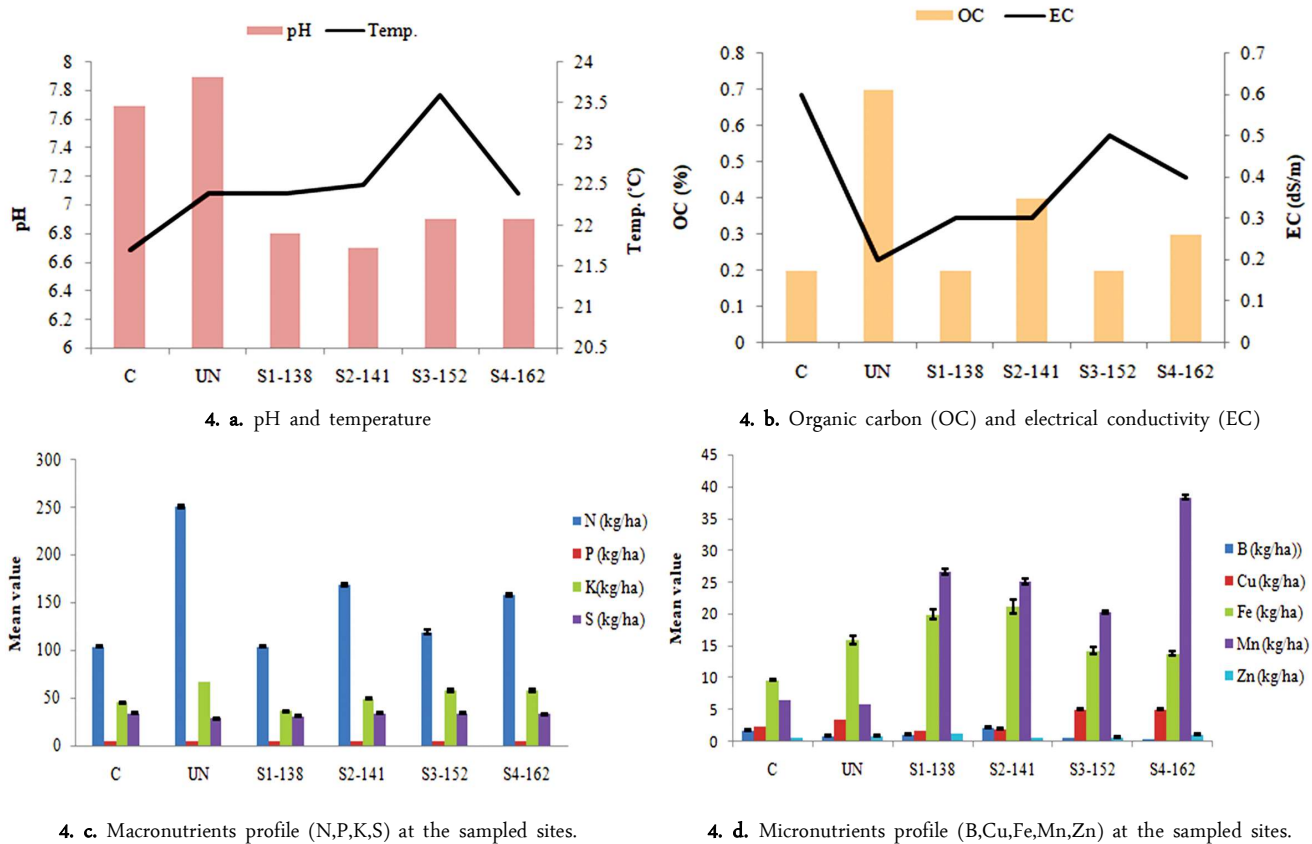 pH Temp.
8
7.8
7.6
7.4
7.2
7
6.8
6.6
6.4
6.2
6
pH
24
23.5
23
22.5
22
21.5
21
20.5
Temp. (˚C)
C UN S1-138 S2-141 S3-152 S4-162
4. a. pH and temperature
OC EC
0.8
0.7
0.6
0.5
0.4
0.3
0.2
0.1
0
OC (%)
0.7
0.6
0.5
0.4
0.3
0.2
0.1
0
EC (dS/m)
C UN S1-138 S2-141 S3-152 S4-162
4. b. Organic carbon (OC) and electrical conductivity (EC)
300
250
200
150
100
50
0
Mean value
N (kg/ha)
P (kg/ha)
K(kg/ha)
S (kg/ha)
C UN S1-138 S2-141 S3-152 S4-162
4. c. Macronutrients profile (N,P,K,S) at the sampled sites.
45
40
35
30
25
20
15
10
5
0
Mean value
B (kg/ha))
Cu (kg/ha)
Fe (kg/ha)
Mn (kg/ha)
Zn (kg/ha)
C UN S1-138 S2-141 S3-152 S4-162
4. d. Micronutrients profile (B,Cu,Fe,Mn,Zn) at the sampled sites.